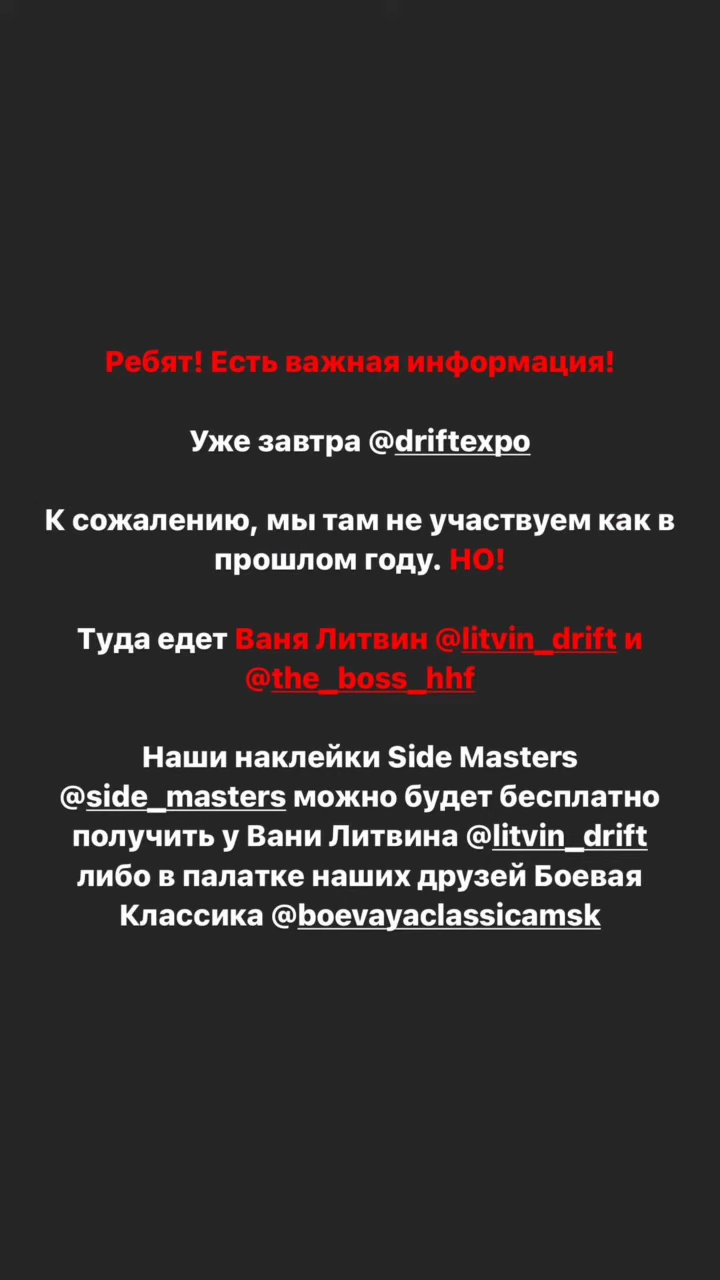 Ребят! Есть важная информация!
Уже завтра @driftexpo
К сожалению, мы там не участвуем как в
прошлом году. НО!
Туда едет Ваня Литвин @litvin_drift и
@the_boss_hhf
Наши наклейки Side Masters
@side_masters можно будет бесплатно
получить у Вани Литвина @litvin_drift
либо в палатке наших друзей Боевая
Классика @boevayaclassicamsk